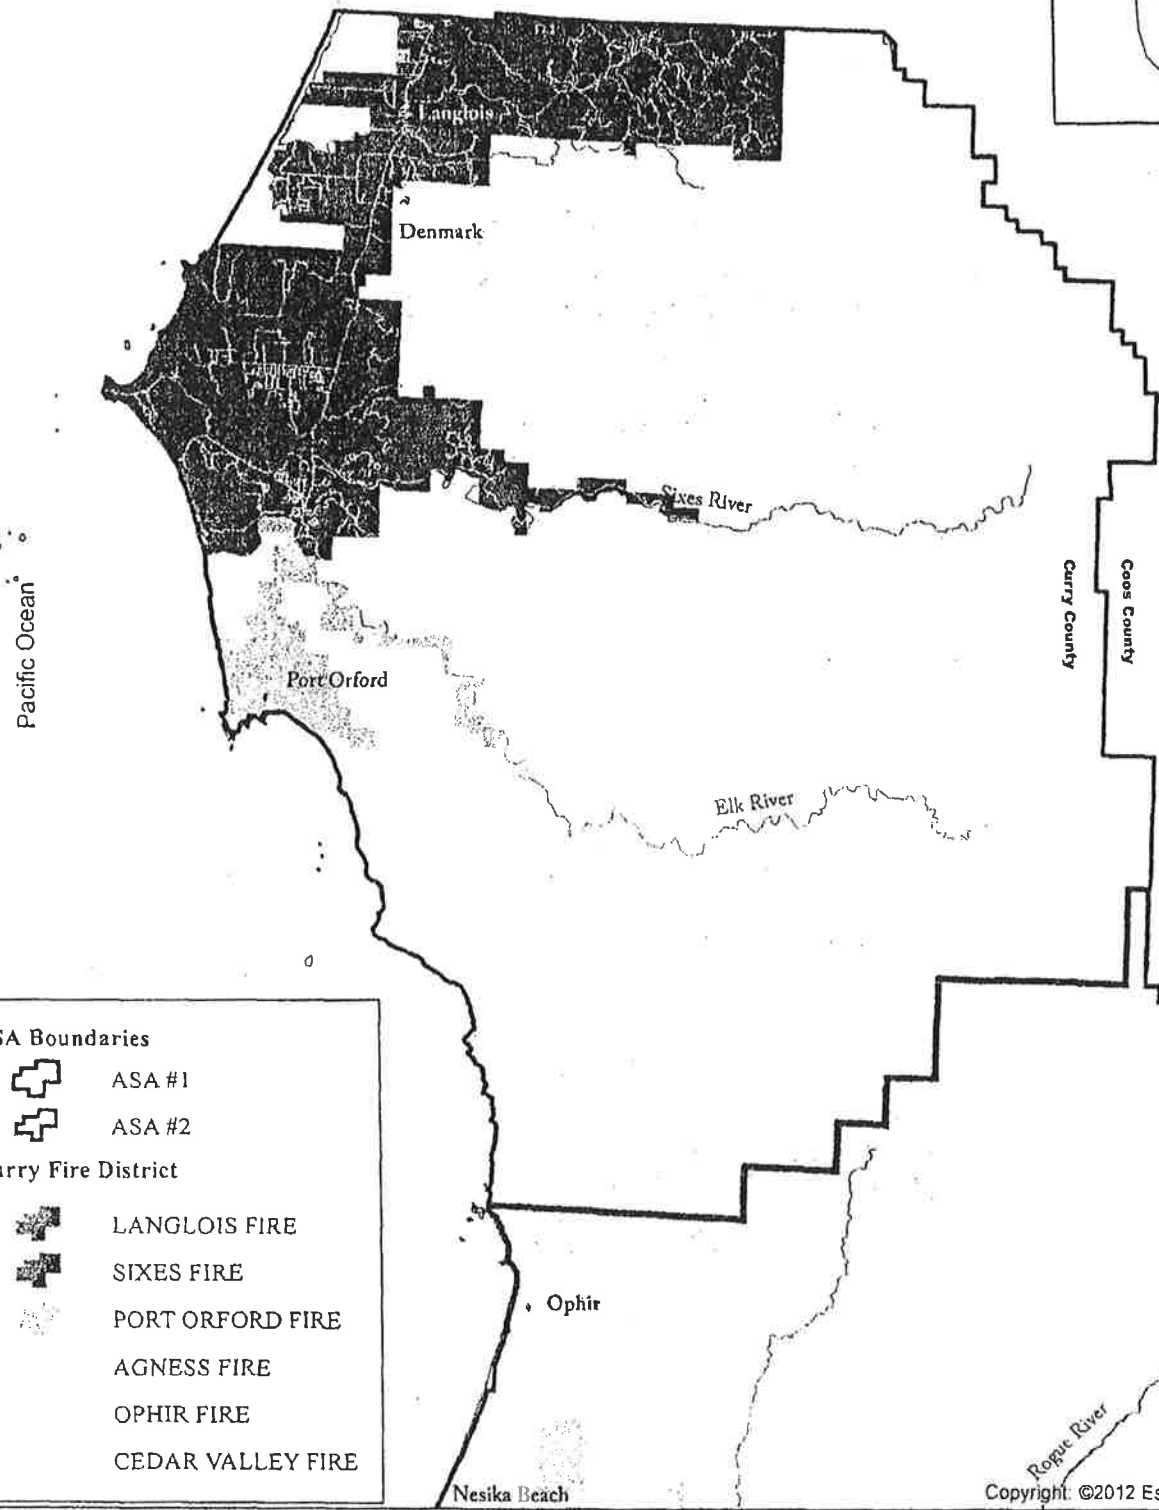 Langlois
Denmark
Sixes River
Pacific Ocean
Curry County
Coos County
Port Orford
Elk River
SA Boundaries
ASA #1
ASA #2
urry Fire District
LANGLOIS FIRE
SIXES FIRE
PORT ORFORD FIRE
AGNESS FIRE
OPHIR FIRE
CEDAR VALLEY FIRE
Ophir
Nesika Beach
Rogue River
Copyright: ©2012 Es